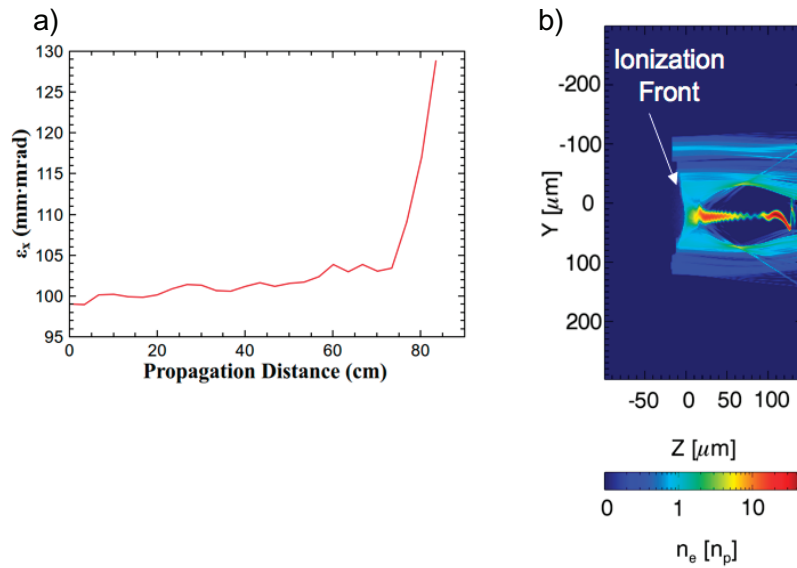 a)
130
125
120
115
110
105
100
95
εx (mm·mrad)
0 20 40 60 80
Propagation Distance (cm)
b)
Ionization
Front
-200
-100
0
100
200
Y [μm]
-50 0 50 100
Z [μm]
0 1 10
ne [np]